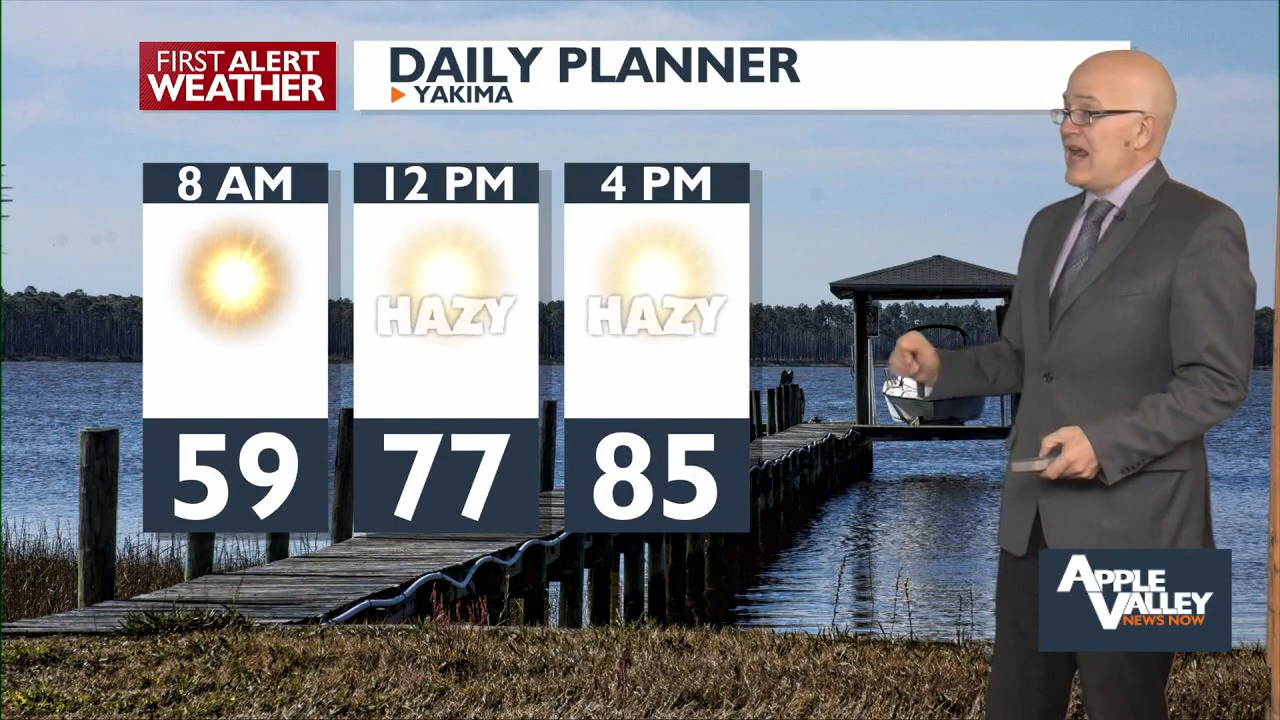 FIRST ALERT
WEATHER
DAILY PLANNER
YAKIMA
8 AM
12 PM
4 PM
HAZY
HAZY
59
77
85
APPLE
VALLEY
NEWS NOW